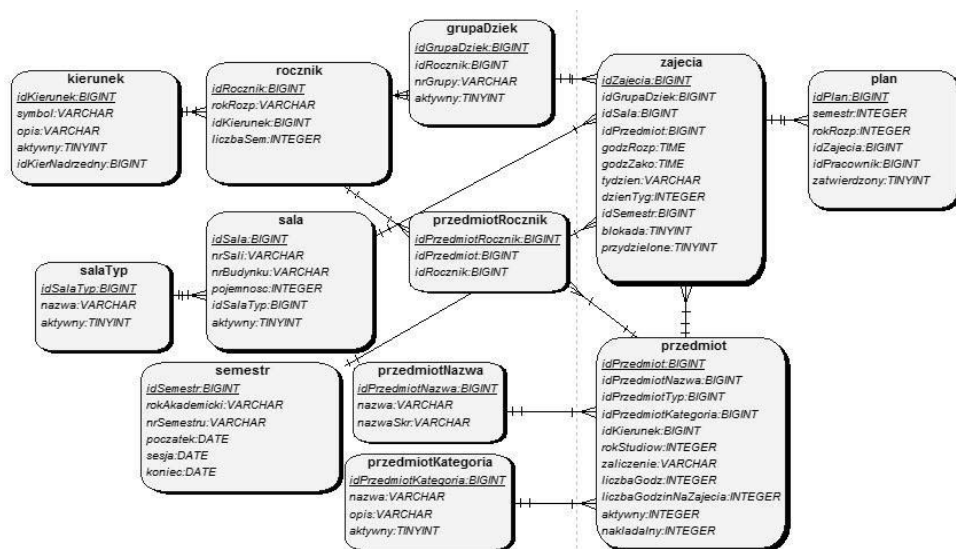 kierunek
idKierunek:BIGINT
symbol:VARCHAR
opis:VARCHAR
aktywny:TINYINT
idKierNadrzedny:BIGINT
rocznik
idRocznik:BIGINT
rokRozp:VARCHAR
idKierunek:BIGINT
liczbaSem:INTEGER
grupaDziek
idGrupaDziek:BIGINT
idRocznik:BIGINT
nrGrupy:VARCHAR
aktywny:TINYINT
zajecia
idZajecia:BIGINT
idGrupaDziek:BIGINT
idSala:BIGINT
idPrzedmiot:BIGINT
godzRozp:TIME
godzZako:TIME
tydzien:VARCHAR
dzienTyg:INTEGER
idSemestr:BIGINT
blokada:TINYINT
przydzielone:TINYINT
plan
idPlan:BIGINT
semestr:INTEGER
rokRozp:INTEGER
idZajecia:BIGINT
idPracownik:BIGINT
zatwierdzony:TINYINT
salaTyp
idSalaTyp:BIGINT
nazwa:VARCHAR
aktywny:TINYINT
sala
idSala:BIGINT
nrSali:VARCHAR
nrBudynku:VARCHAR
pojemnosc:INTEGER
idSalaTyp:BIGINT
aktywny:TINYINT
przedmiotRocznik
idPrzedmiotRocznik:BIGINT
idPrzedmiot:BIGINT
idRocznik:BIGINT
semestr
idSemestr:BIGINT
rokAkademicki:VARCHAR
nrSemestru:VARCHAR
poczatek:DATE
sesja:DATE
koniec:DATE
przedmiotNazwa
idPrzedmiotNazwa:BIGINT
nazwa:VARCHAR
nazwaSkr:VARCHAR
przedmiotKategoria
idPrzedmiotKategoria:BIGINT
nazwa:VARCHAR
opis:VARCHAR
aktywny:TINYINT
przedmiot
idPrzedmiot:BIGINT
idPrzedmiotNazwa:BIGINT
idPrzedmiotTyp:BIGINT
idPrzedmiotKategoria:BIGINT
idKierunek:BIGINT
rokStudiow:INTEGER
zaliczenie:VARCHAR
liczbaGodz:INTEGER
liczbaGodzinNaZajecia:INTEGER
aktywny:INTEGER
nakladalny:INTEGER